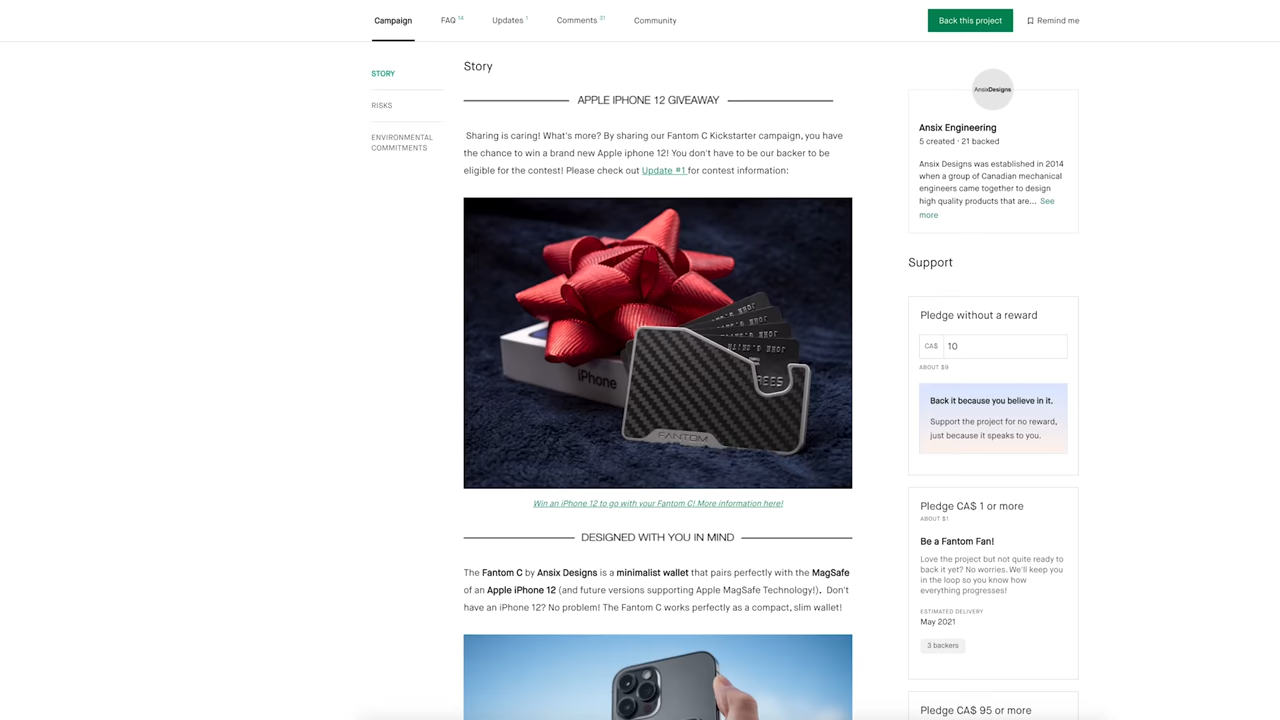 Campaign
FAQ 14
Updates 1
Comments 31
Community
Back this project
Remind me
STORY
RISKS
ENVIRONMENTAL
COMMITMENTS
Story
APPLE IPHONE 12 GIVEAWAY
Sharing is caring! What's more? By sharing our Fantom C Kickstarter campaign, you have
the chance to win a brand new Apple iphone 12! You don't have to be our backer to be
eligible for the contest! Please check out Update #1 for contest information:
iPhone
JOHN
JOHN
JOHN
JOHN B SMITH
REES
FANTOM
Win an iPhone 12 to go with your Fantom C! More information here!
DESIGNED WITH YOU IN MIND
The Fantom C by Ansix Designs is a minimalist wallet that pairs perfectly with the MagSafe
of an Apple iPhone 12 (and future versions supporting Apple MagSafe Technology!). Don't
have an iPhone 12? No problem! The Fantom C works perfectly as a compact, slim wallet!
AnsixDesigns
Ansix Engineering
5 created · 21 backed
Ansix Designs was established in 2014
when a group of Canadian mechanical
engineers came together to design
high quality products that are... See
more
Support
Pledge without a reward
CA$ 10
ABOUT $9
Back it because you believe in it.
Support the project for no reward,
just because it speaks to you.
Pledge CA$ 1 or more
ABOUT $1
Be a Fantom Fan!
Love the project but not quite ready to
back it yet? No worries. We'll keep you
in the loop so you know how
everything progresses!
ESTIMATED DELIVERY
May 2021
3 backers
Pledge CA$ 95 or more